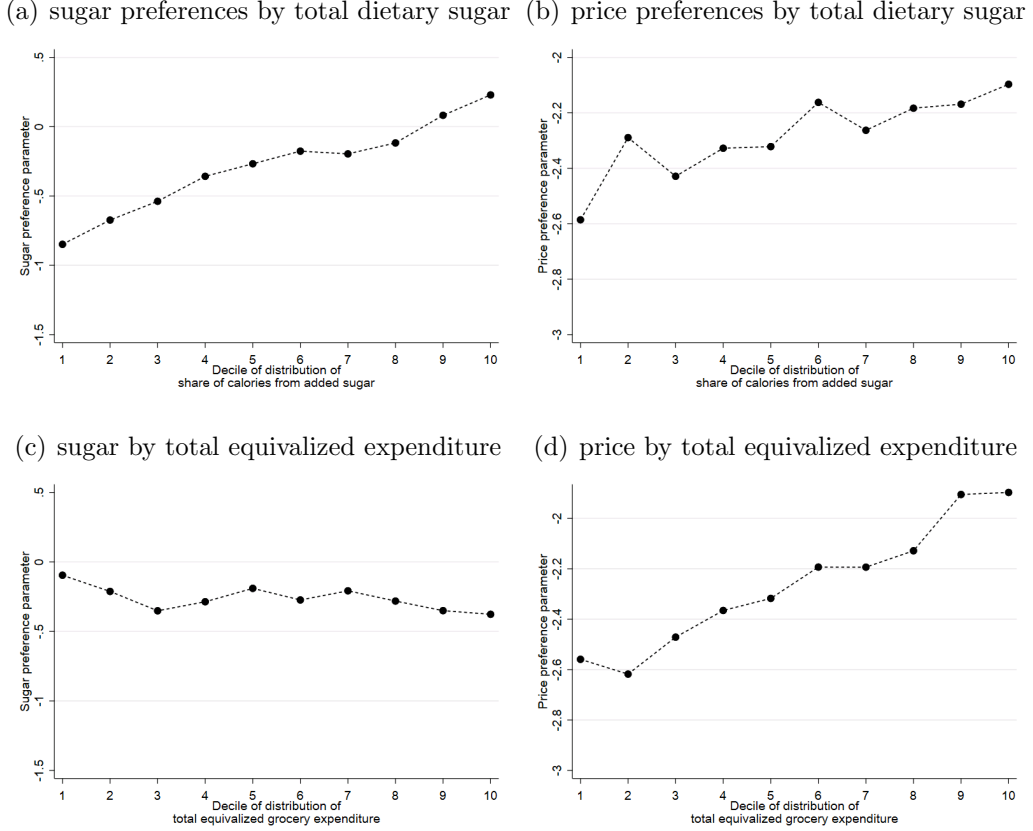 (a) sugar preferences by total dietary sugar
Sugar preference parameter
.5
0
-.5
-1
-1.5
1 2 3 4 5 6 7 8 9 10
Decile of distribution of
share of calories from added sugar
(b) price preferences by total dietary sugar
Price preference parameter
-2
-2.2
-2.4
-2.6
-2.8
-3
1 2 3 4 5 6 7 8 9 10
Decile of distribution of
share of calories from added sugar
(c) sugar by total equivalized expenditure
Sugar preference parameter
.5
0
-.5
-1
-1.5
1 2 3 4 5 6 7 8 9 10
Decile of distribution of
total equivalized grocery expenditure
(d) price by total equivalized expenditure
Price preference parameter
-2
-2.2
-2.4
-2.6
-2.8
-3
1 2 3 4 5 6 7 8 9 10
Decile of distribution of
total equivalized grocery expenditure